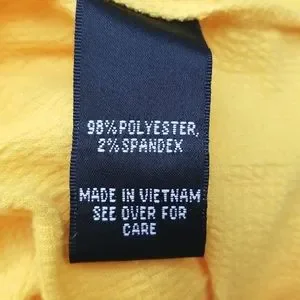 98%POLYESTER,
2%SPANDEX
MADE IN VIETNAM
SEE OVER FOR
CARE